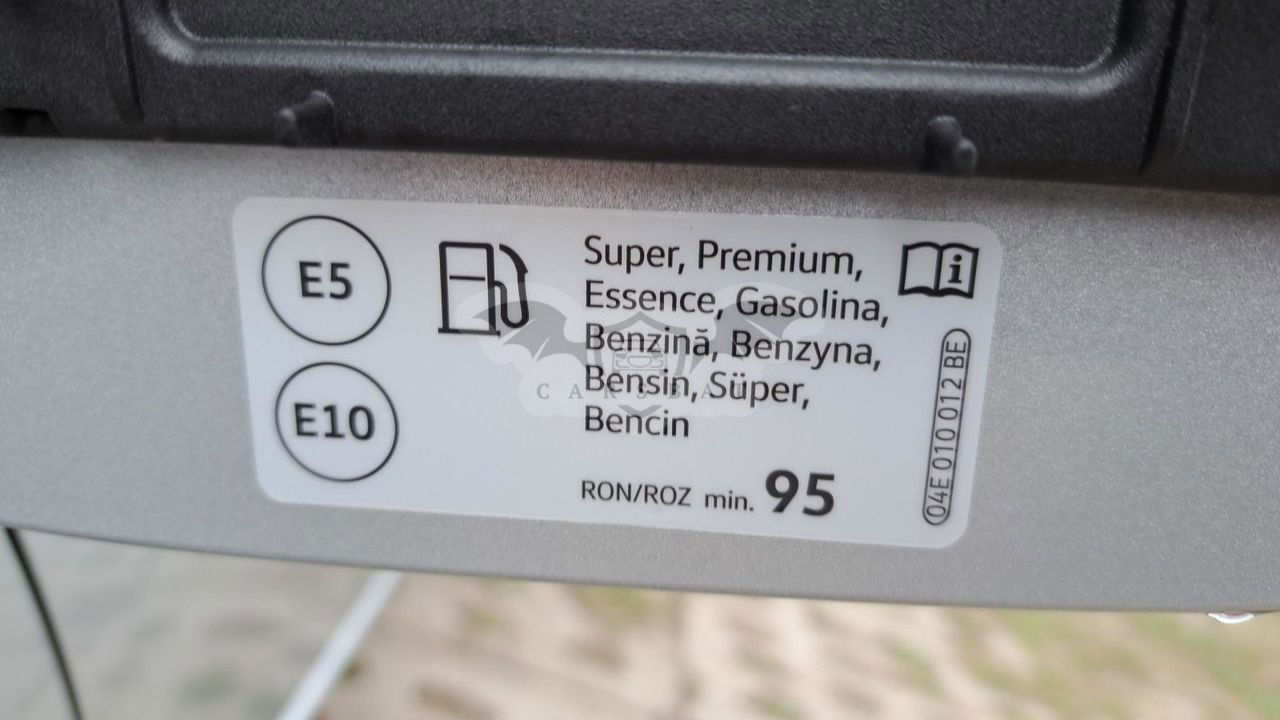 E5
E10
Super, Premium,
Essence, Gasolina,
Benzină, Benzyna,
Bensin, Süper,
Bencin
RON/ROZ min. 95
04E 010 012 BE